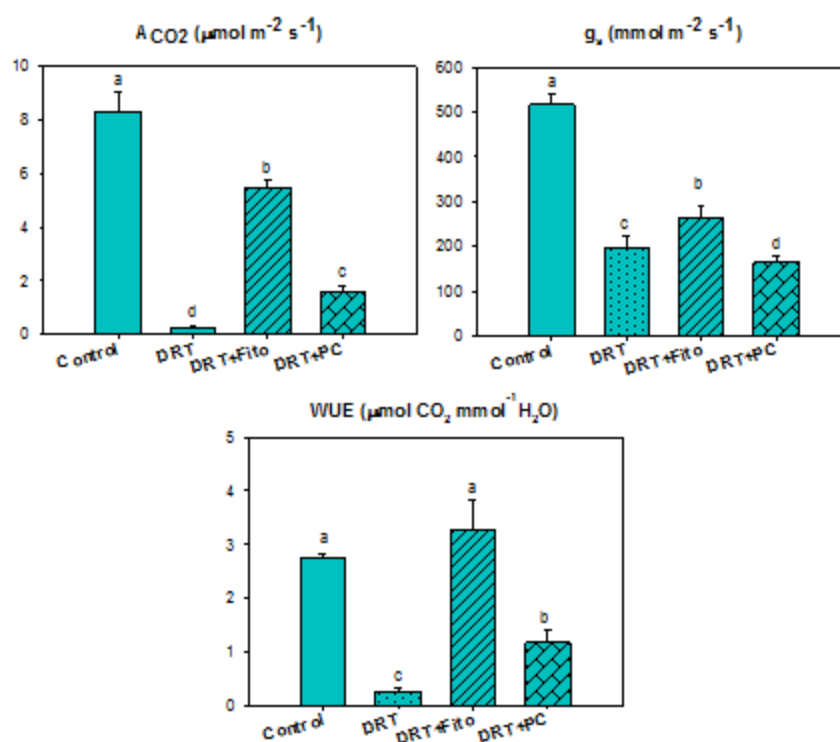 A CO2 (μmol m-2 s-1)
10
8
6
4
2
0
a
d
b
c
Control
DRT
DRT+Fito
DRT+PC
gs (mmol m-2 s-1)
600
500
400
300
200
100
0
a
c
b
d
Control
DRT
DRT+Fito
DRT+PC
WUE (μmol CO2 mmol-1H2O)
5
4
3
2
1
0
a
c
a
b
Control
DRT
DRT+Fito
DRT+PC